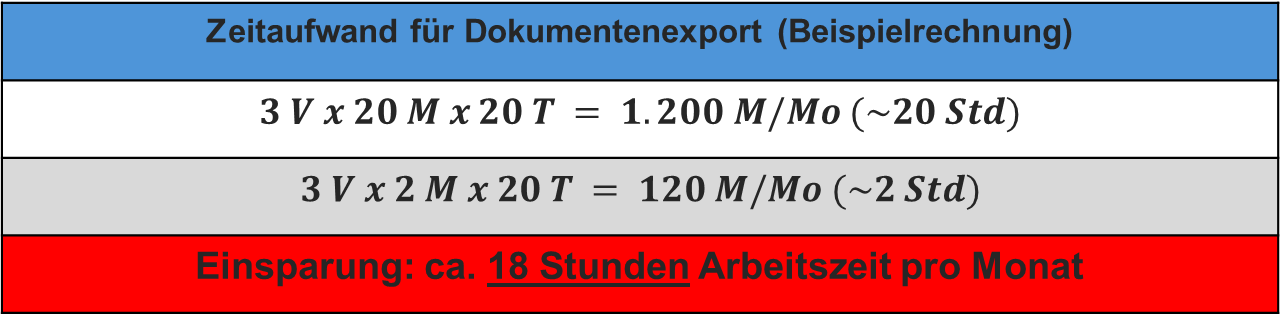 Zeitaufwand für Dokumentenexport (Beispielrechnung)
3 V x 20 M x 20 T = 1.200 M/Mo (~20 Std)
3 V x 2 M x 20 T = 120 M/Mo (~2 Std)
Einsparung: ca. 18 Stunden Arbeitszeit pro Monat